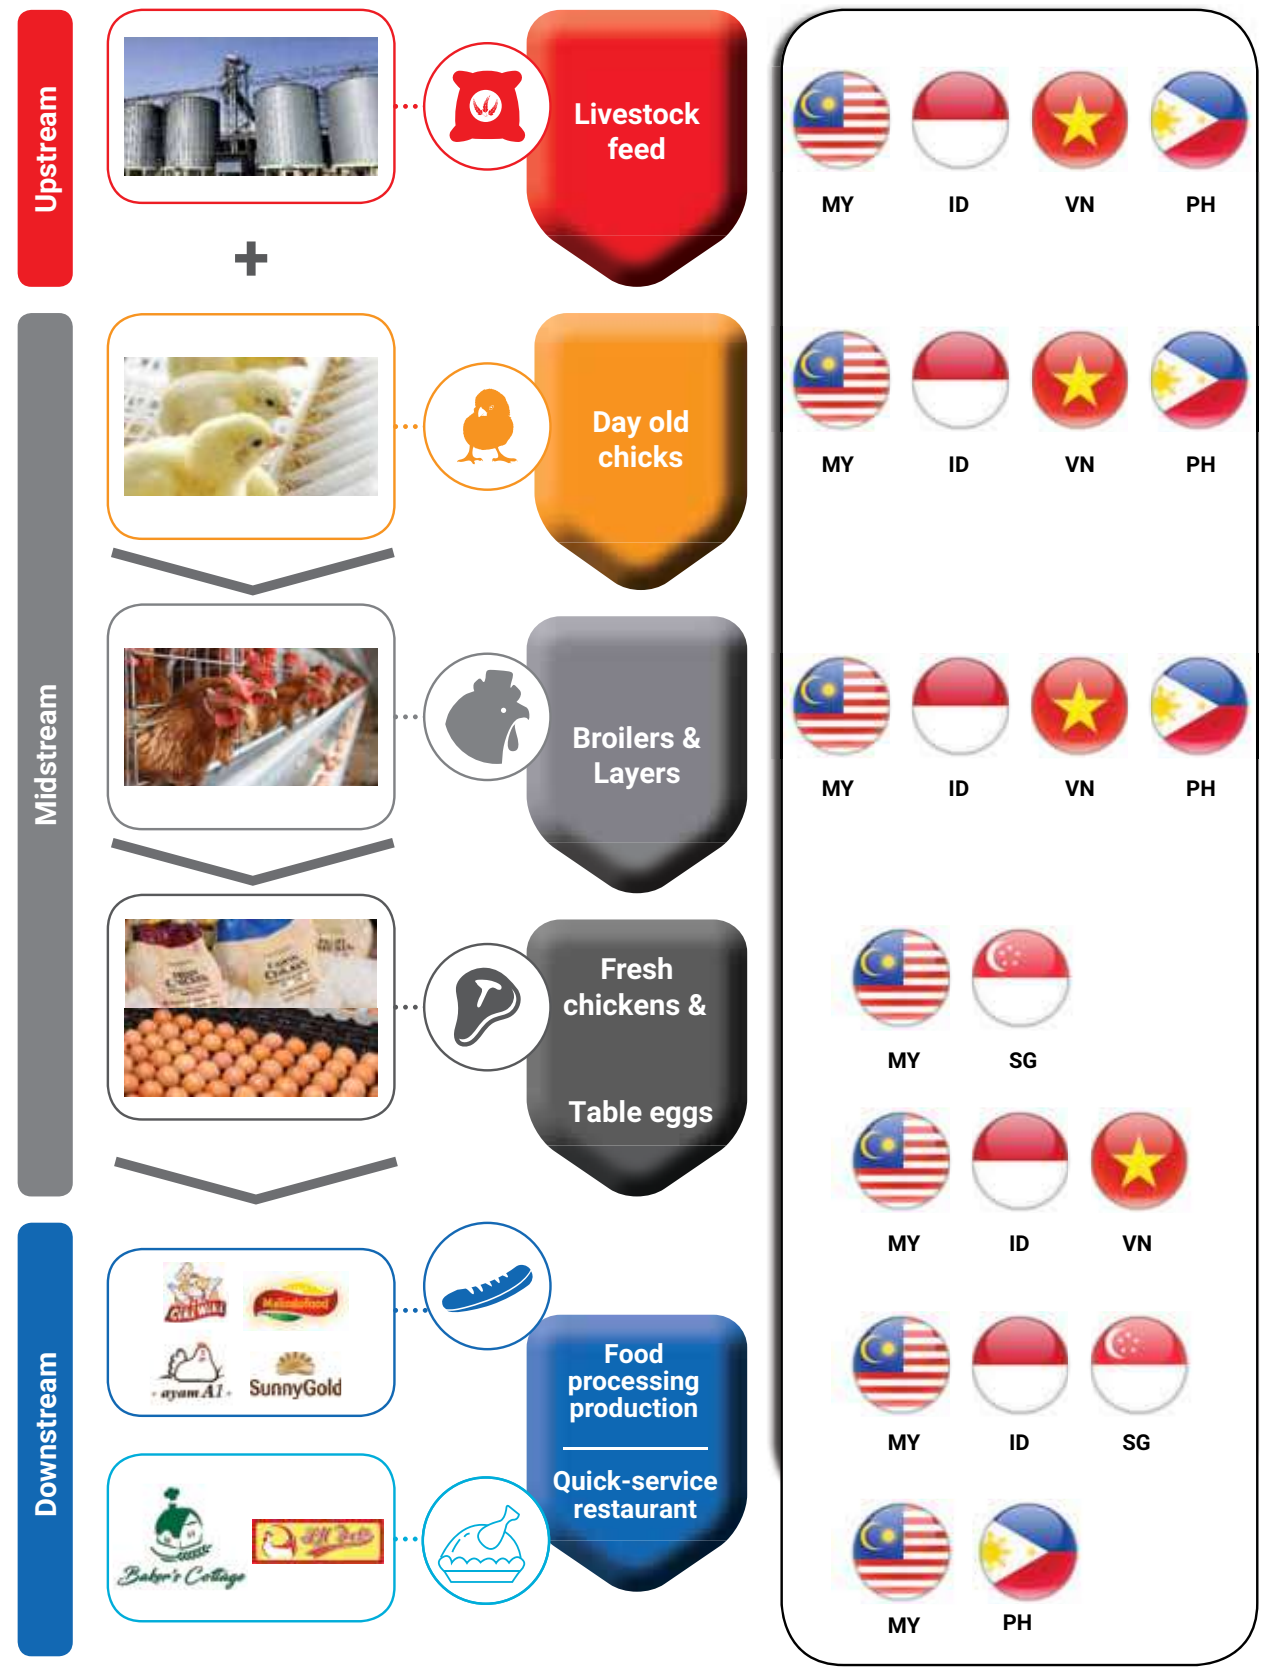 Upstream
Livestock
feed
MY ID VN PH
Midstream
Day old
chicks
MY ID VN PH
Broilers &
Layers
MY ID VN PH
Fresh
chickens &
MY SG
Table eggs
MY ID VN
Downstream
Malindofood
ayam A1
SunnyGold
Food
processing
production
MY ID SG
Baker's Cottage
Quick-service
restaurant
MY PH